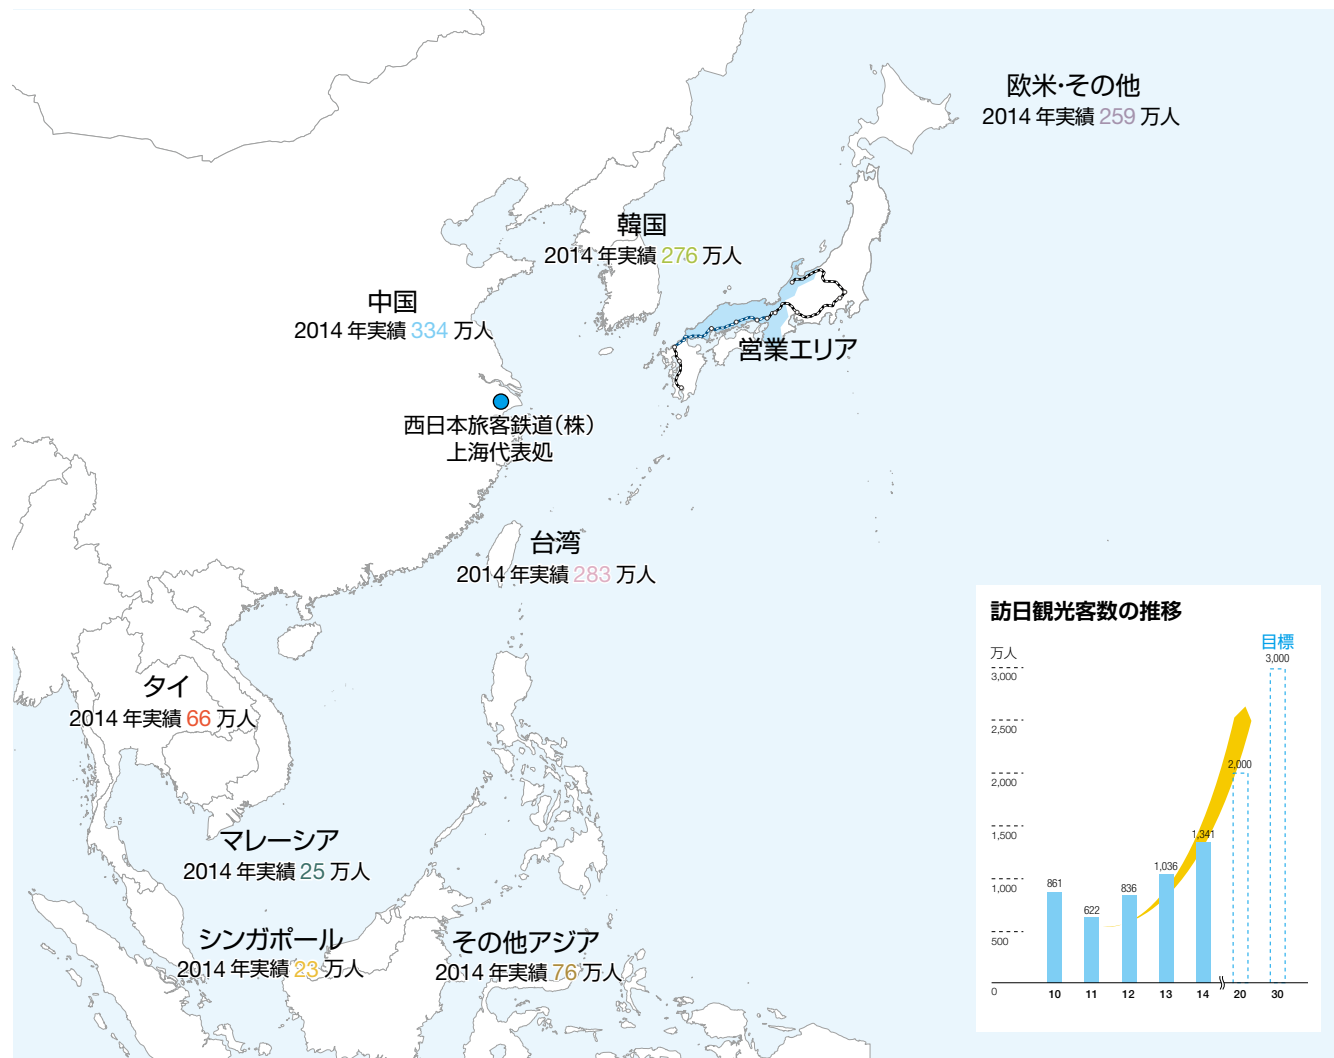 欧米・その他
2014 年実績 259 万人
韓国
2014 年実績 276 万人
中国
2014 年実績 334 万人
営業エリア
西日本旅客鉄道（株）
上海代表処
台湾
2014 年実績 283 万人
タイ
2014 年実績 66 万人
マレーシア
2014 年実績 25 万人
シンガポール
2014 年実績 23 万人
その他アジア
2014 年実績 76 万人
訪日観光客数の推移
目標
万人
3,000
3,000
2,500
2,000
2,000
1,500
1,341
1,036
1,000
861
836
622
500
0
10 11 12 13 14 20 30